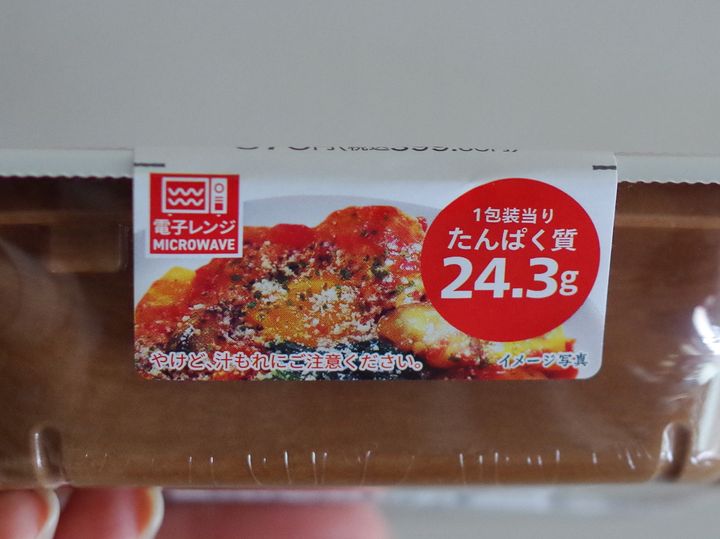 電子レンジ
MICROWAVE
1包装当り
たんぱく質
24.3g
やけど、汁もれにご注意ください。
イメージ写真